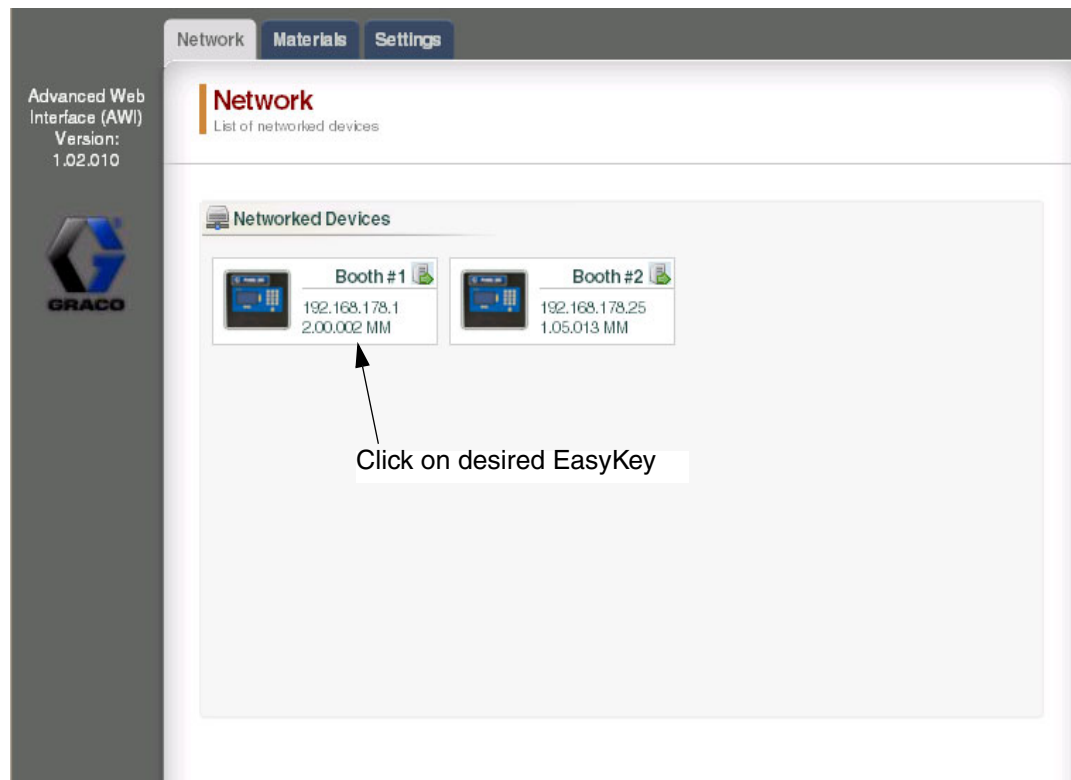 Network Materials Settings
Advanced Web
Interface (AWI)
Version:
1.02.010
GRACO
Network
List of networked devices
Networked Devices
Booth #1
192.168.178.1
2.00.002 MM
Booth #2
192.168.178.25
1.05.013 MM
Click on desired EasyKey